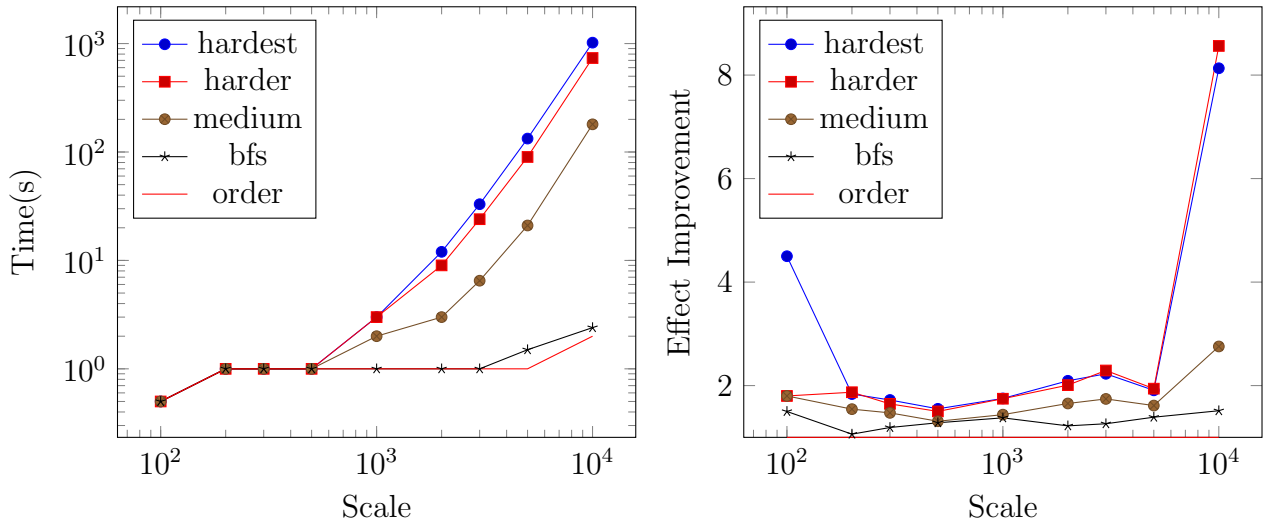 hardest
harder
medium
bfs
order
10^3
10^2
10^1
10^0
Time(s)
10^2 10^3 10^4
Scale
hardest
harder
medium
bfs
order
8
6
4
2
Effect Improvement
10^2 10^3 10^4
Scale